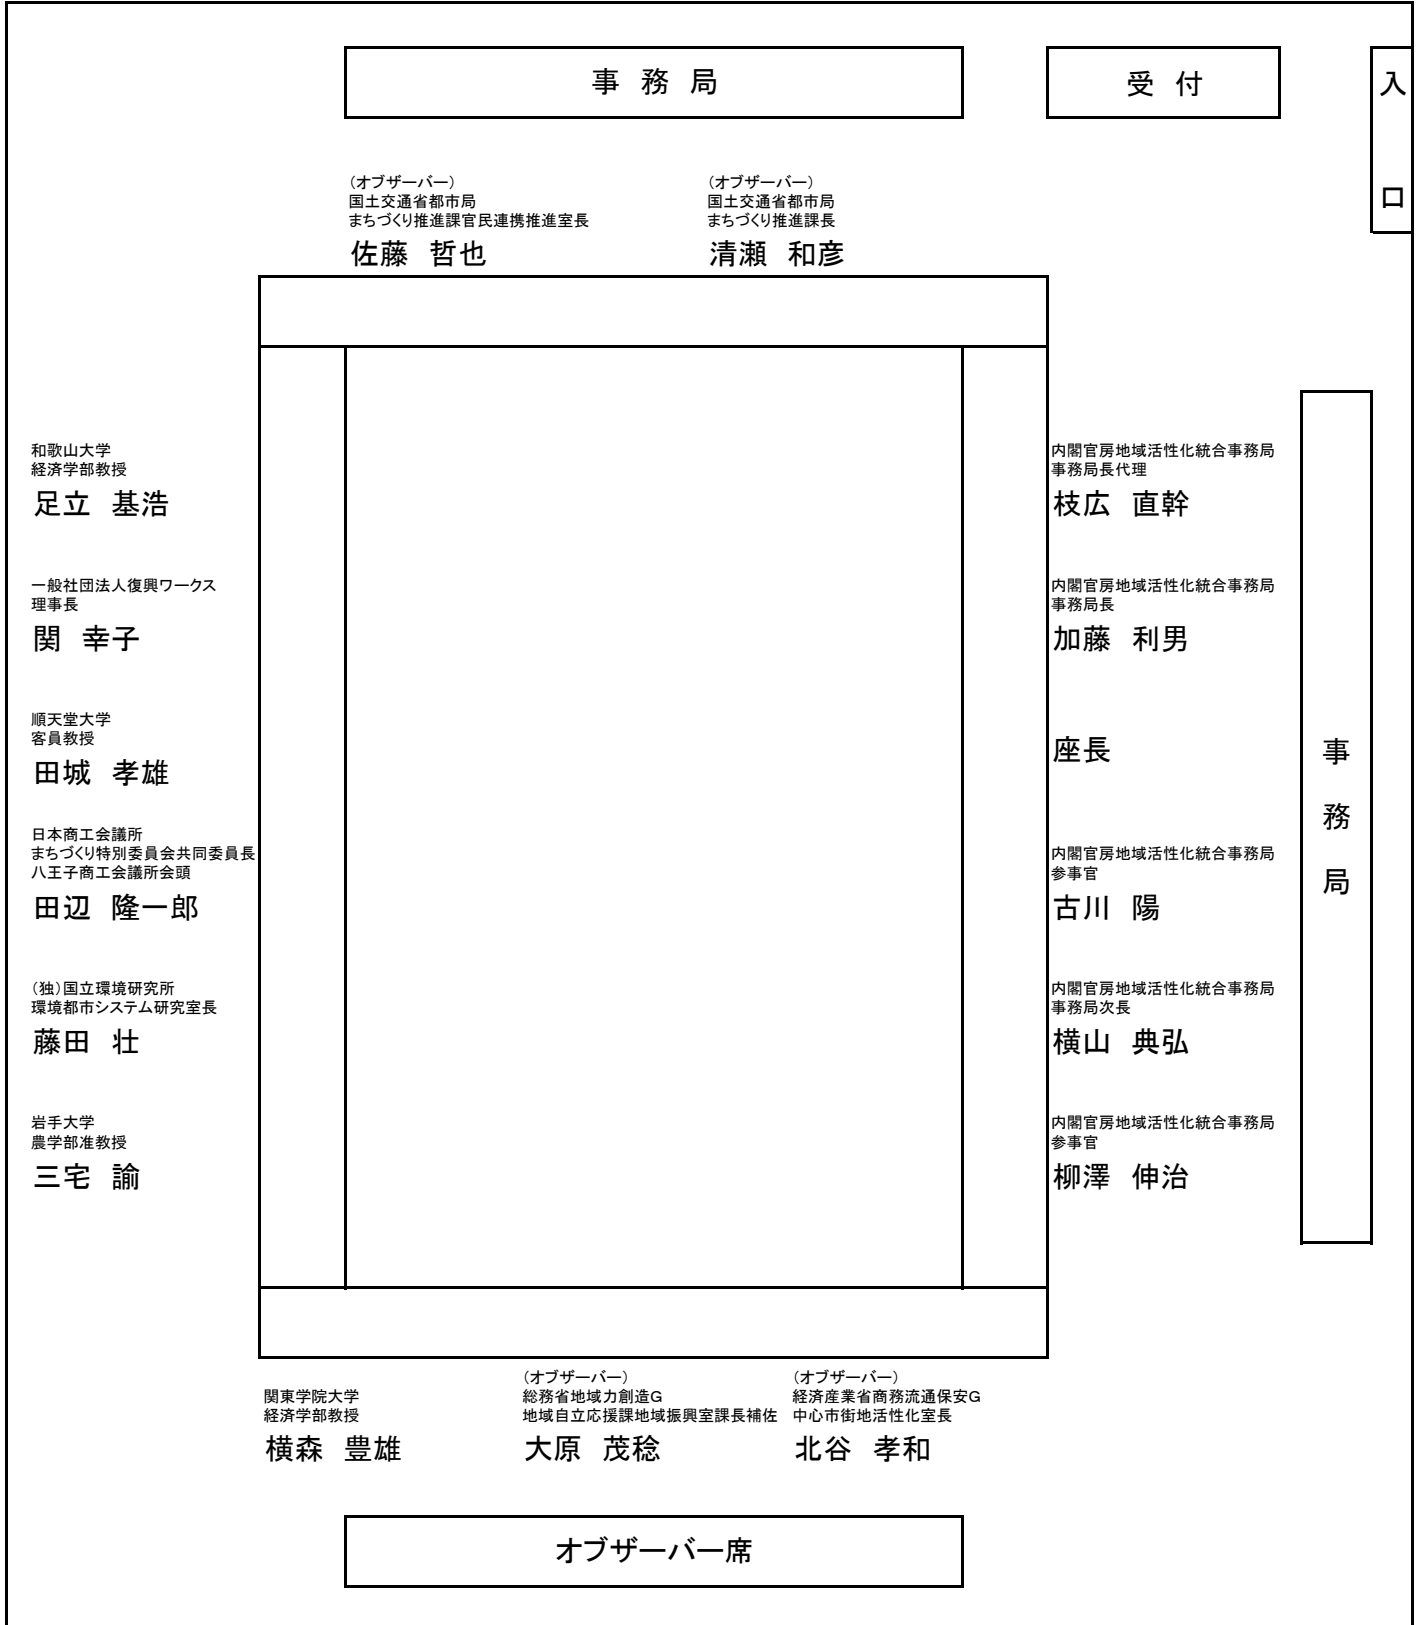 事 務 局
受 付
入口
（オブザーバー）
国土交通省都市局
まちづくり推進課官民連携推進室長
佐藤 哲也
（オブザーバー）
国土交通省都市局
まちづくり推進課長
清瀬 和彦
和歌山大学
経済学部教授
足立 基浩
一般社団法人復興ワークス
理事長
関 幸子
順天堂大学
客員教授
田城 孝雄
日本商工会議所
まちづくり特別委員会共同委員長
八王子商工会議所会頭
田辺 隆一郎
（独）国立環境研究所
環境都市システム研究室長
藤田 壮
岩手大学
農学部准教授
三宅 諭
内閣官房地域活性化統合事務局
事務局長代理
枝広 直幹
内閣官房地域活性化統合事務局
事務局長
加藤 利男
座長
内閣官房地域活性化統合事務局
参事官
古川 陽
内閣官房地域活性化統合事務局
事務局次長
横山 典弘
内閣官房地域活性化統合事務局
参事官
柳澤 伸治
事務局
関東学院大学
経済学部教授
横森 豊雄
（オブザーバー）
総務省地域力創造G
地域自立応援課地域振興室課長補佐
大原 茂稔
（オブザーバー）
経済産業省商務流通保安G
中心市街地活性化室長
北谷 孝和
オブザーバー席